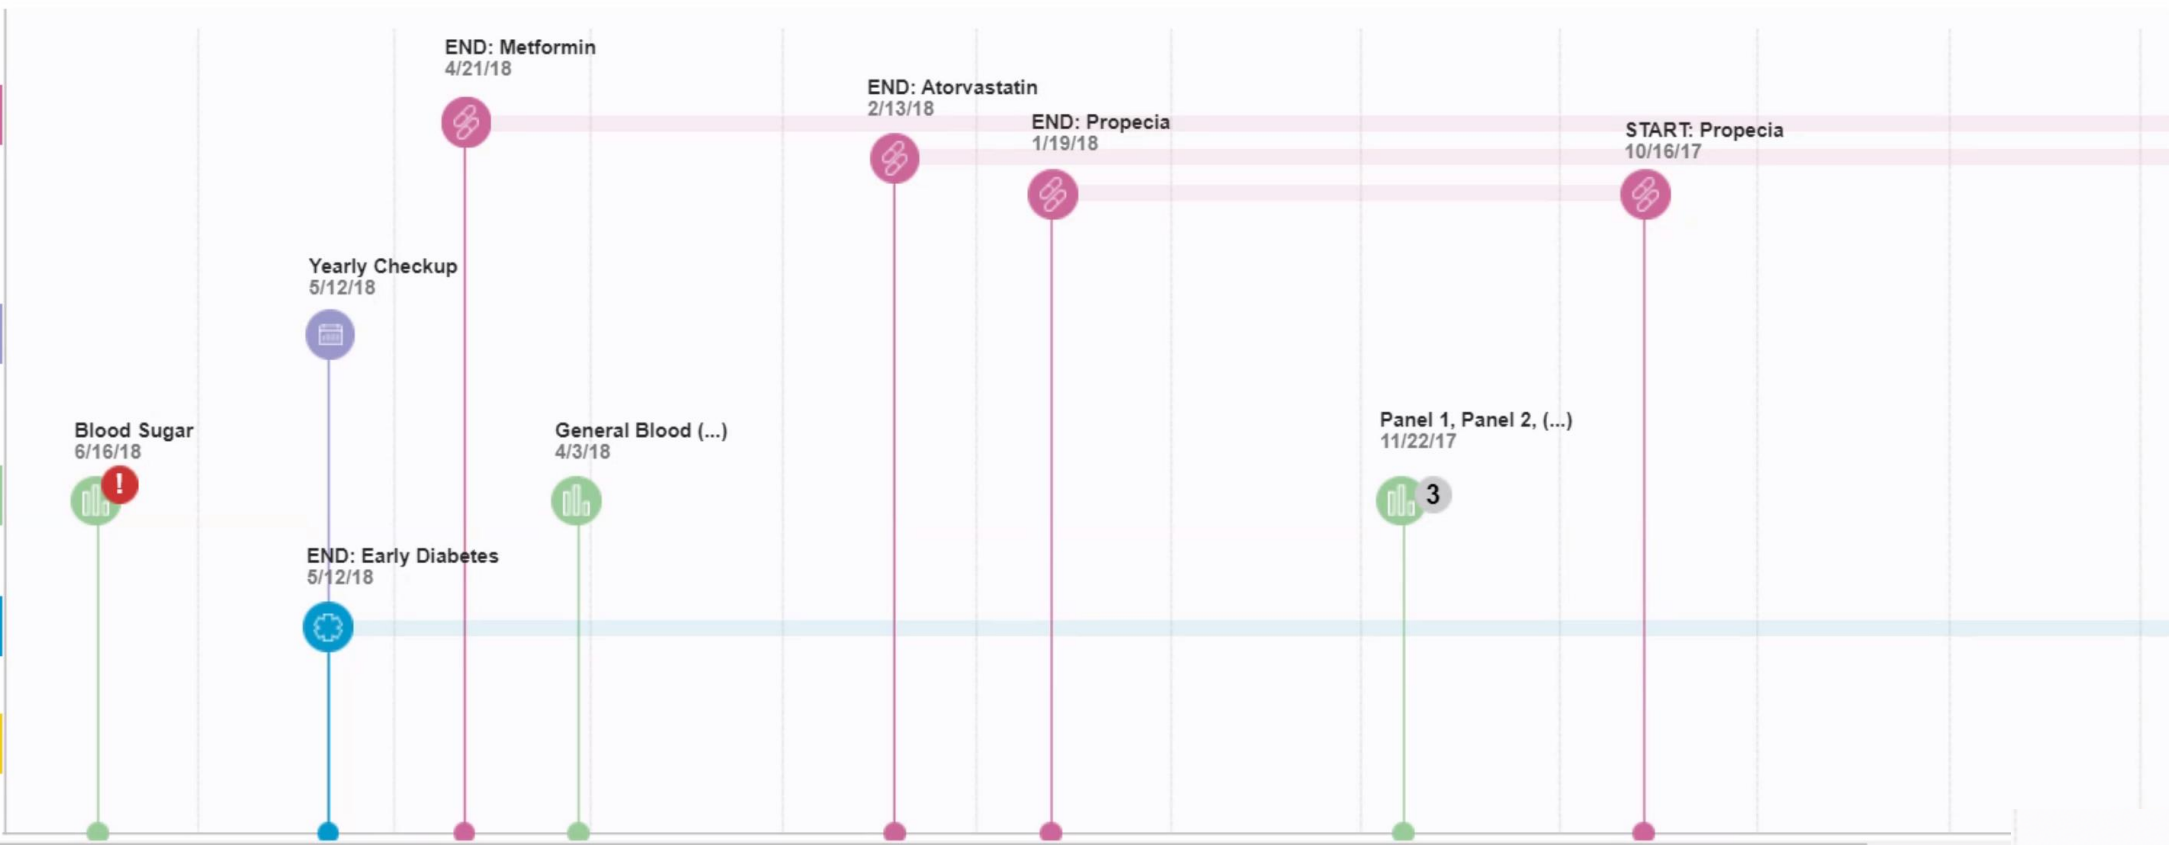 END: Metformin
4/21/18
END: Atorvastatin
2/13/18
END: Propecia
1/19/18
START: Propecia
10/16/17
Yearly Checkup
5/12/18
Blood Sugar
6/16/18
!
General Blood (...)
4/3/18
Panel 1, Panel 2, (...)
11/22/17
3
END: Early Diabetes
5/12/18